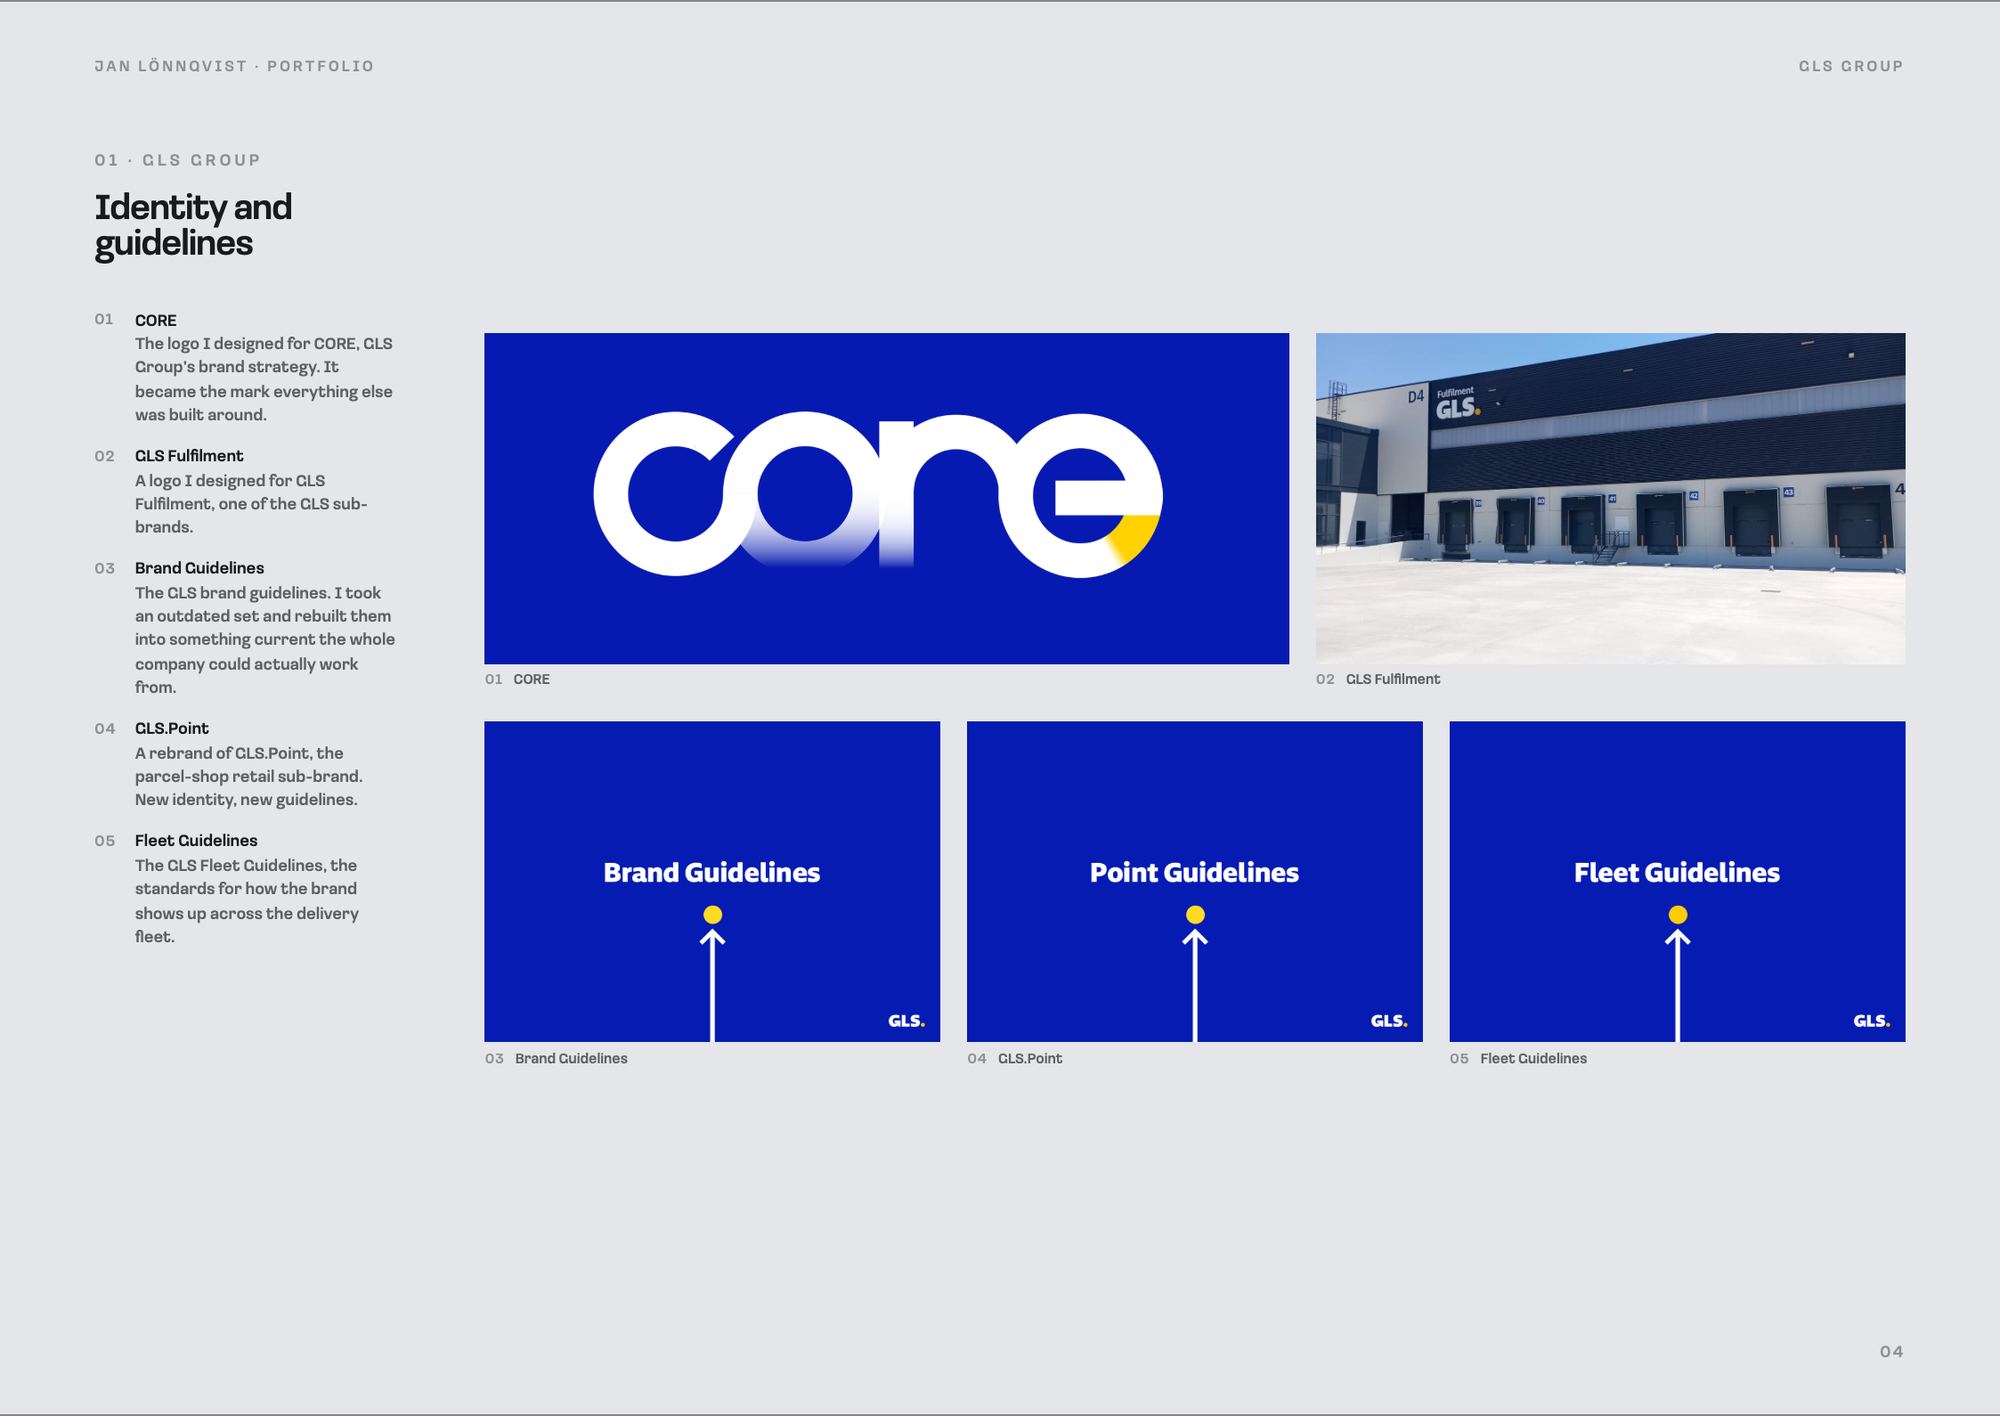 JAN LÖNNQVIST · PORTFOLIO
GLS GROUP
01 · GLS GROUP
Identity and
guidelines
01 CORE
The logo I designed for CORE, GLS
Group's brand strategy. It
became the mark everything else
was built around.
02 GLS Fulfilment
A logo I designed for GLS
Fulfilment, one of the GLS sub-
brands.
03 Brand Guidelines
The GLS brand guidelines. I took
an outdated set and rebuilt them
into something current the whole
company could actually work
from.
04 GLS.Point
A rebrand of GLS.Point, the
parcel-shop retail sub-brand.
New identity, new guidelines.
05 Fleet Guidelines
The GLS Fleet Guidelines, the
standards for how the brand
shows up across the delivery
fleet.
core
01 CORE
D4
Fulfilment
GLS.
41
42
43
4
02 GLS Fulfilment
Brand Guidelines
GLS.
03 Brand Guidelines
Point Guidelines
GLS.
04 GLS.Point
Fleet Guidelines
GLS.
05 Fleet Guidelines
04